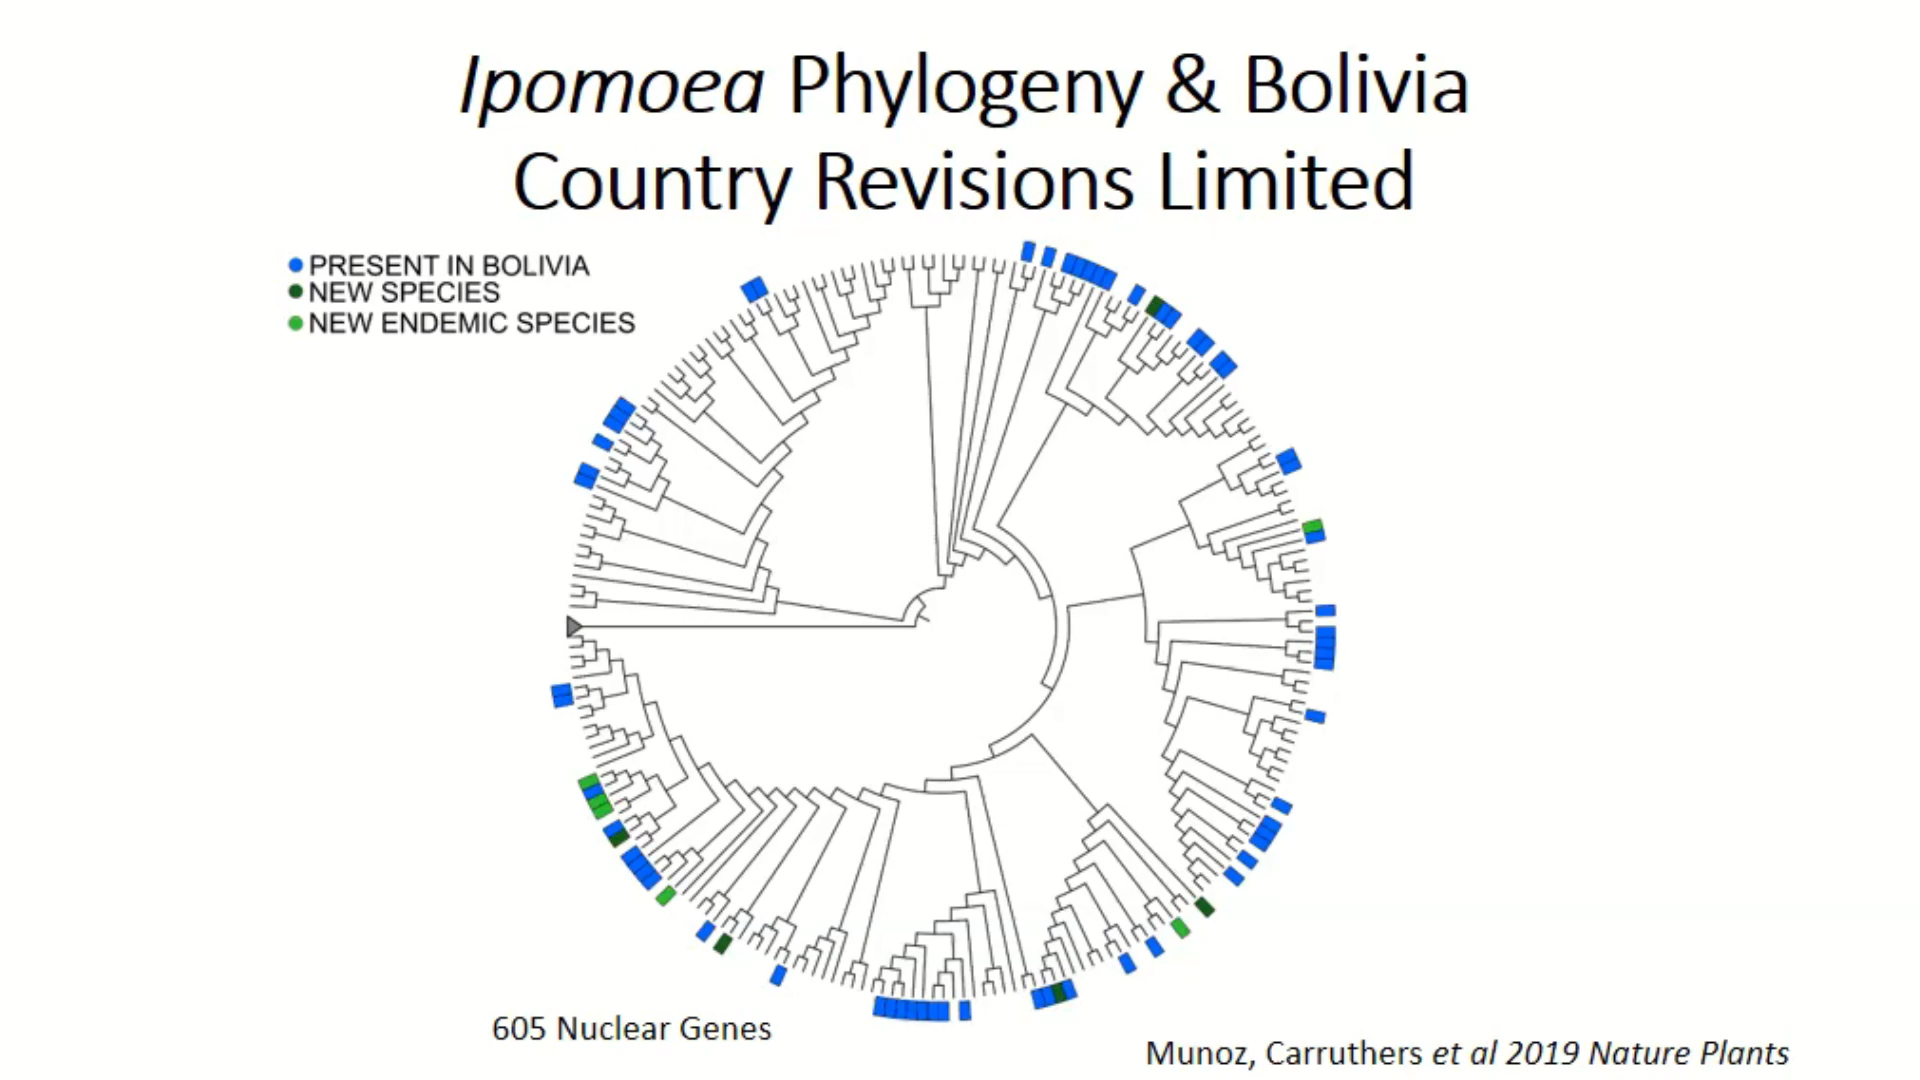 Ipomoea Phylogeny & Bolivia
Country Revisions Limited
PRESENT IN BOLIVIA
NEW SPECIES
NEW ENDEMIC SPECIES
605 Nuclear Genes
Munoz, Carruthers et al 2019 Nature Plants